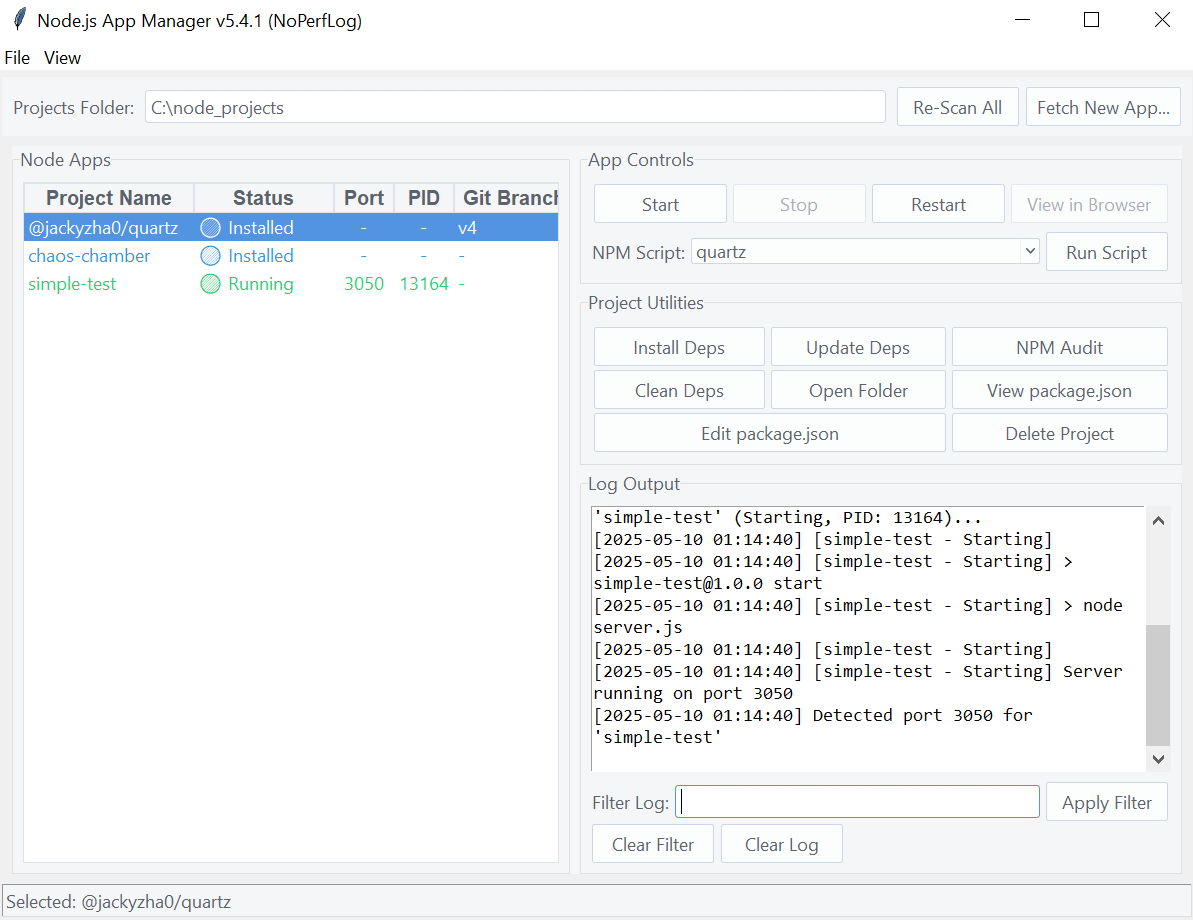 Node.js App Manager v5.4.1 (NoPerfLog)
File View
Projects Folder: C:\node_projects Re-Scan All Fetch New App...
Node Apps
Project Name Status Port PID Git Branch
@jackyzha0/quartz Installed - - v4
chaos-chamber Installed - - -
simple-test Running 3050 13164 -
App Controls
Start Stop Restart View in Browser
NPM Script: quartz Run Script
Project Utilities
Install Deps Update Deps NPM Audit
Clean Deps Open Folder View package.json
Edit package.json Delete Project
Log Output
'simple-test' (Starting, PID: 13164)...
[2025-05-10 01:14:40] [simple-test - Starting]
[2025-05-10 01:14:40] [simple-test - Starting] >
simple-test@1.0.0 start
[2025-05-10 01:14:40] [simple-test - Starting] > node
server.js
[2025-05-10 01:14:40] [simple-test - Starting]
[2025-05-10 01:14:40] [simple-test - Starting] Server
running on port 3050
[2025-05-10 01:14:40] Detected port 3050 for
'simple-test'
Filter Log: Apply Filter
Clear Filter Clear Log
Selected: @jackyzha0/quartz